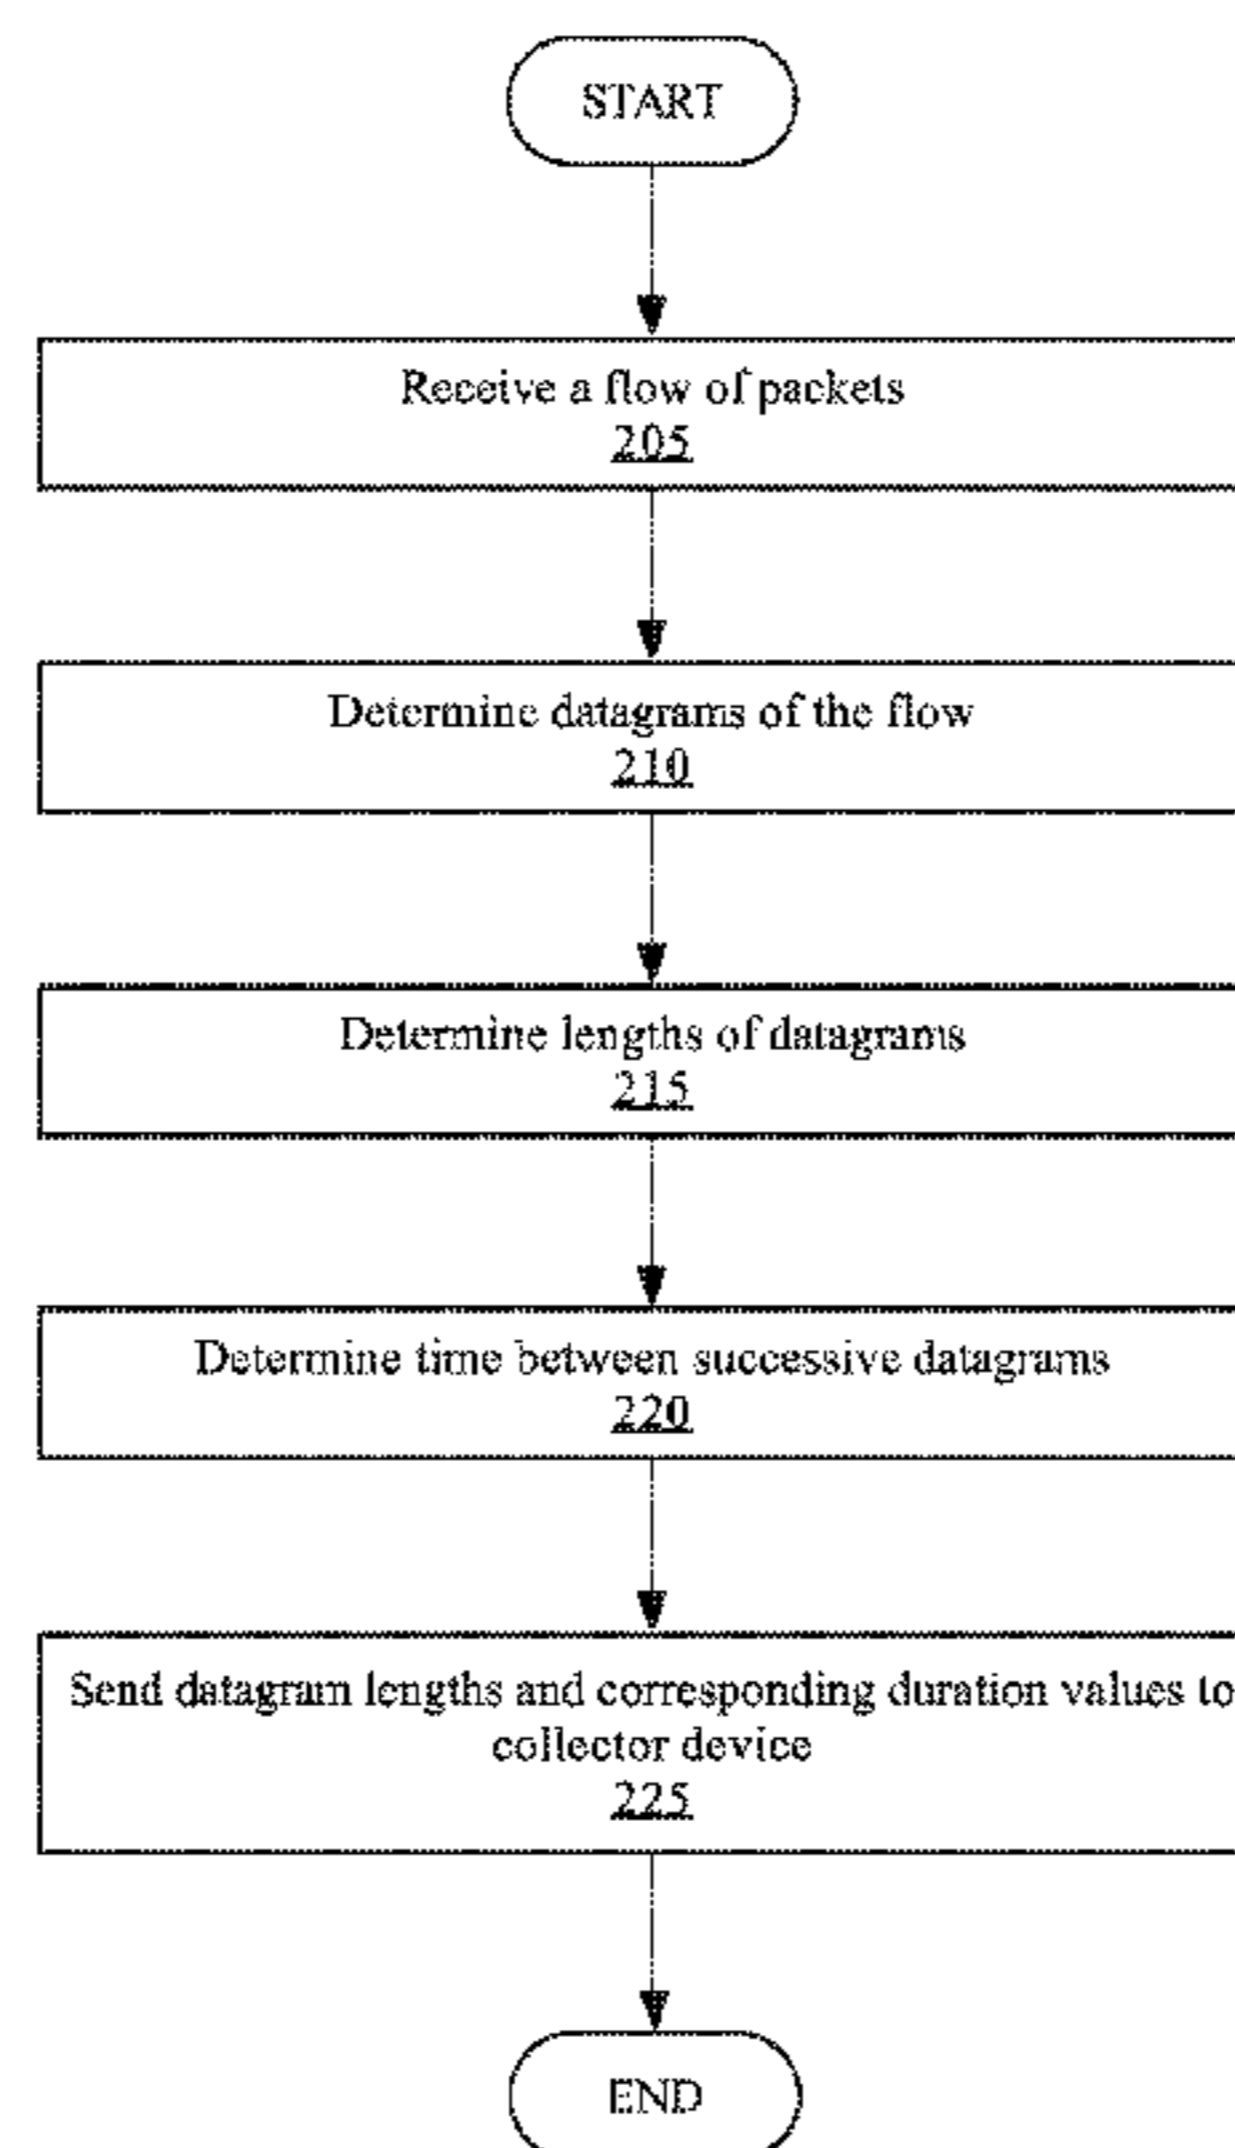 START
Receive a flow of packets
205
Determine datagrams of the flow
210
Determine lengths of datagrams
215
Determine time between successive datagrams
220
Send datagram lengths and corresponding duration values to
collector device
225
END